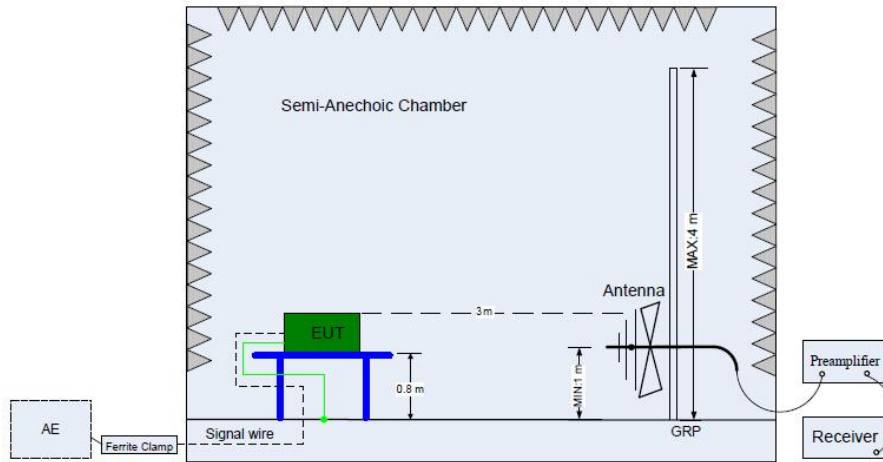 Semi-Anechoic Chamber
MAX:4 m
Antenna
3 m
EUT
MIN:1 m
0.8 m
Preamplifier
AE
Ferrite Clamp
Signal wire
GRP
Receiver